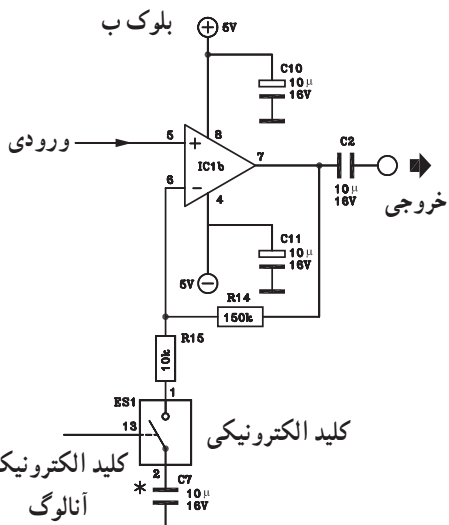 بلوک ب
5V
C10
10μ
16V
ورودی
5
8
+
IC1b
7
C2
6
−
4
10μ
16V
خروجی
C11
10μ
16V
5V
R14
150k
R15
10k
ES1
1
کلید الکترونیکی
13
کلید الکترونیک
2
*
C7
آنالوگ
10μ
16V